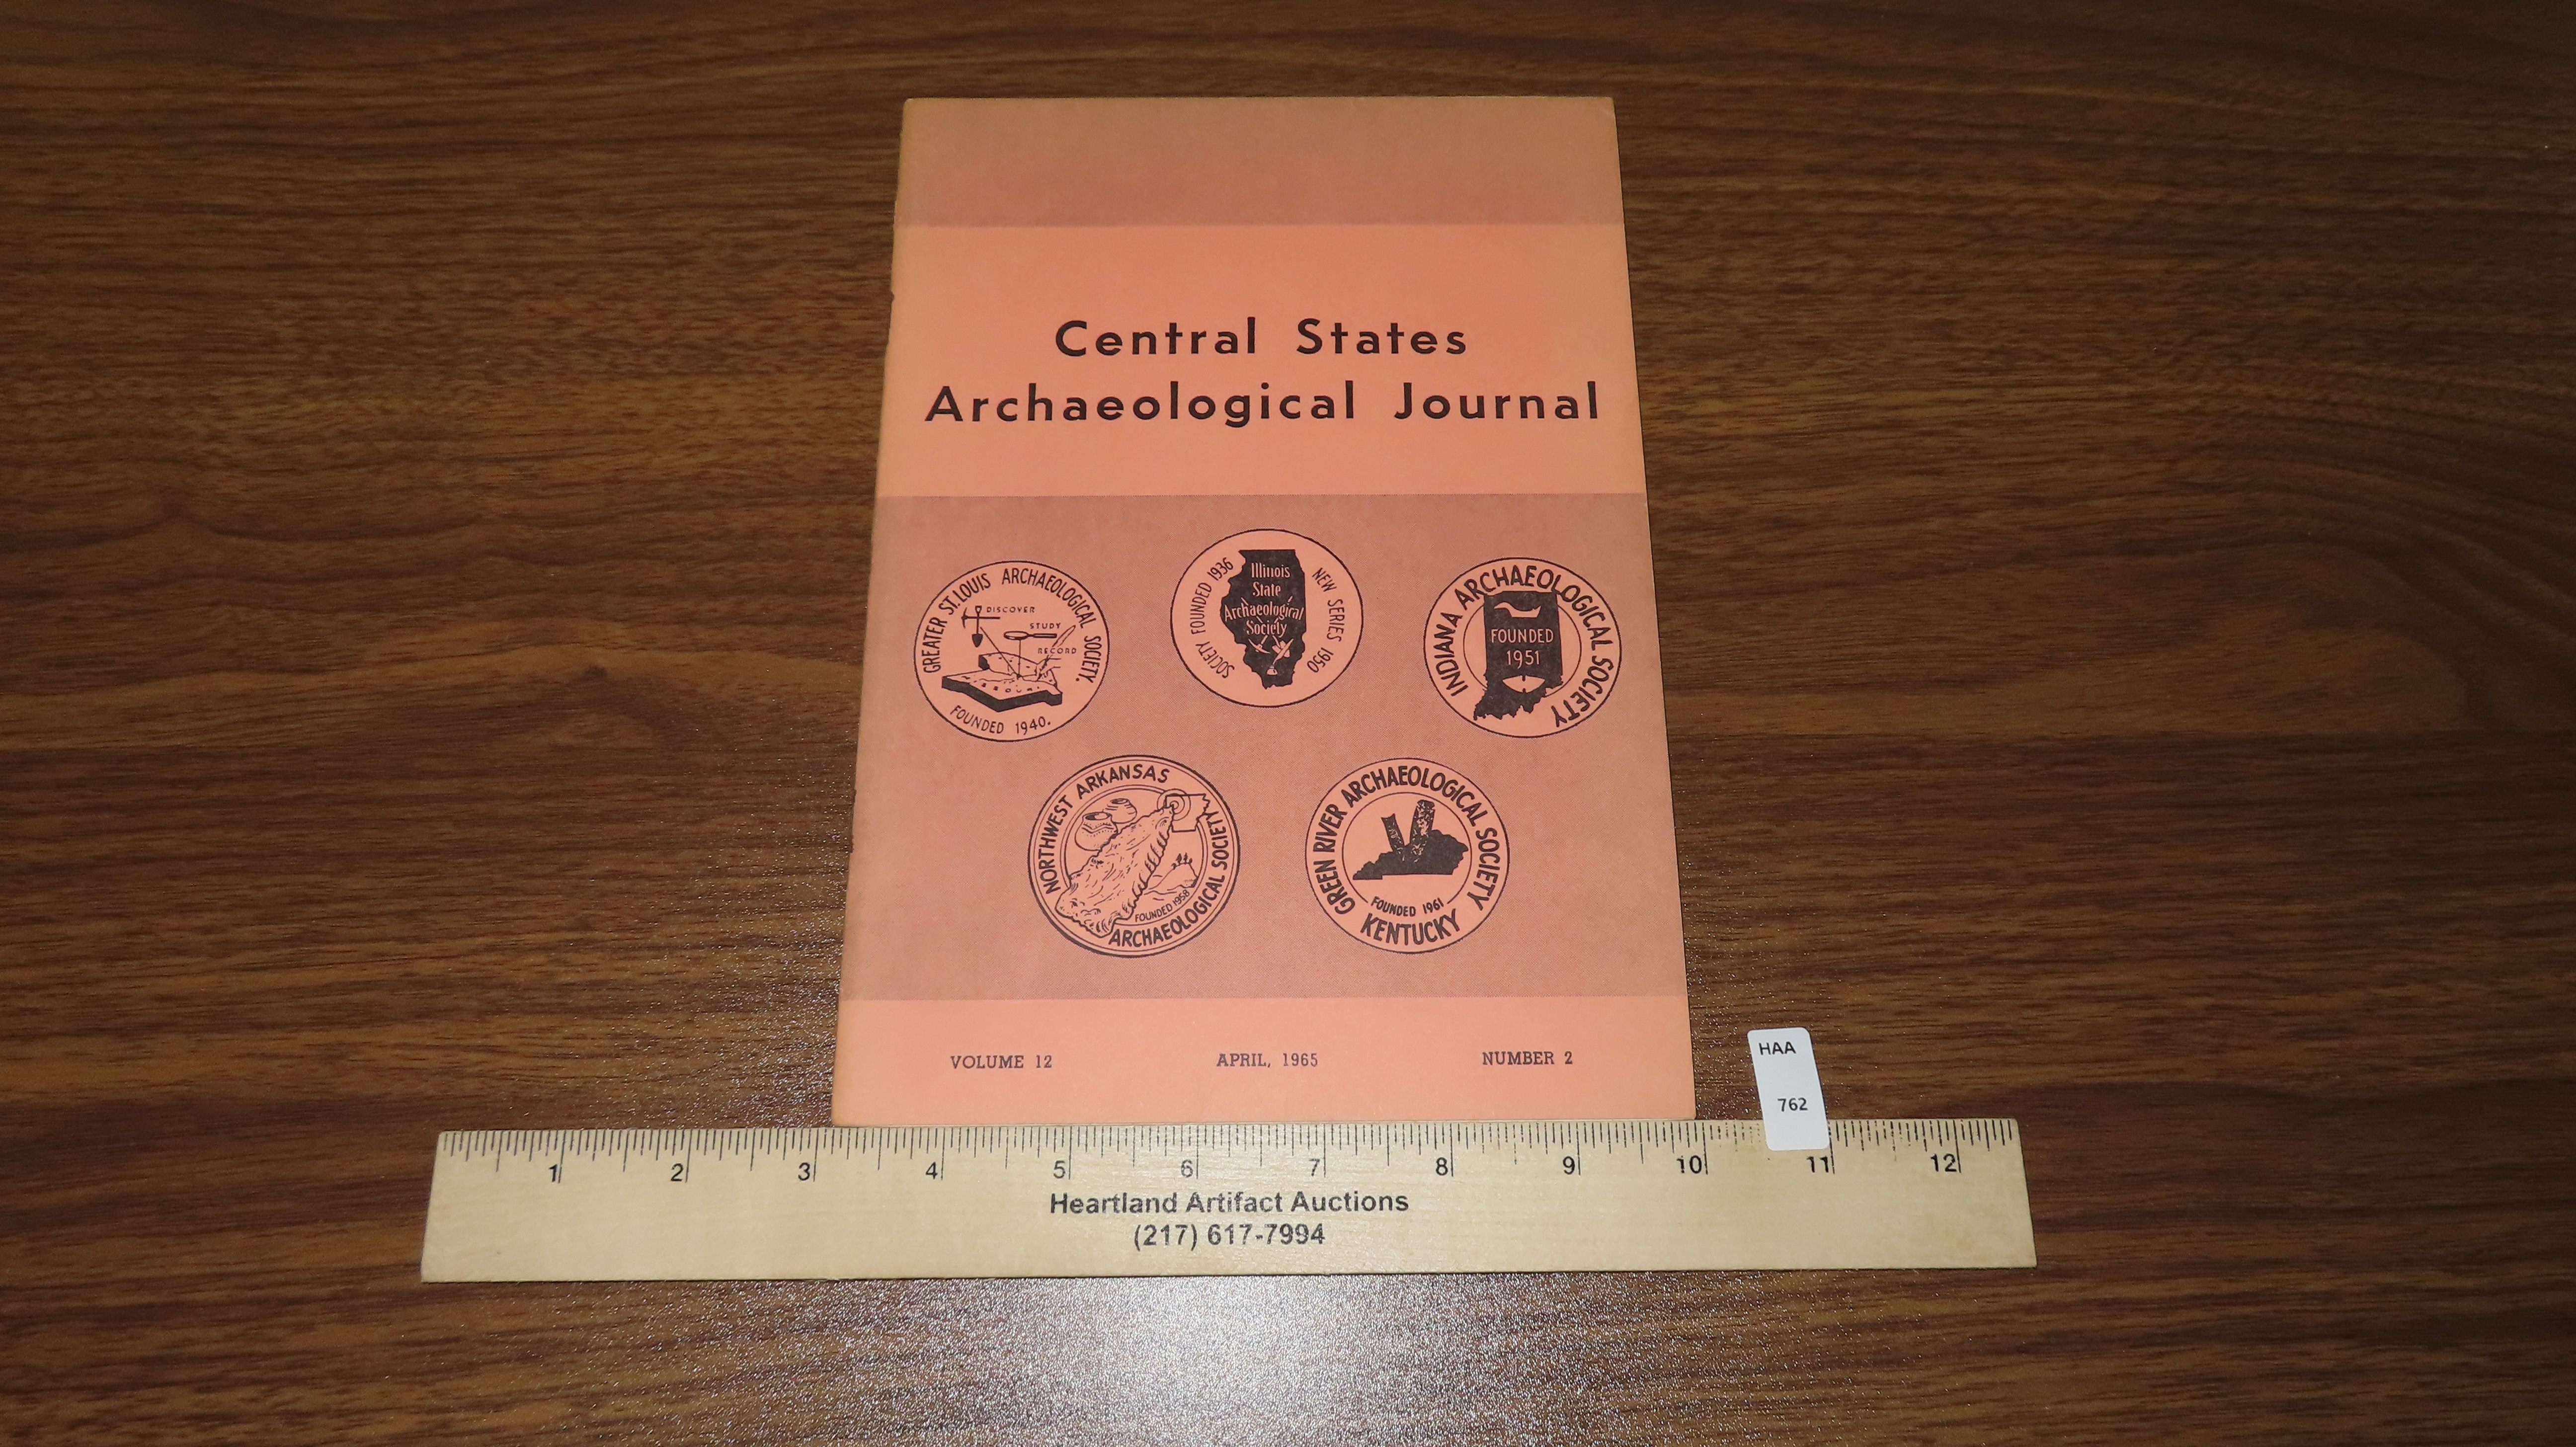 Central States
Archaeological Journal
GREATER ST. LOUIS ARCHAEOLOGICAL SOCIETY.
DISCOVER
STUDY
RECORD
FOUNDED 1940.
SOCIETY FOUNDED 1936
NEW SERIES 1950
Illinois
State
Archaeological
Society
INDIANA ARCHAEOLOGICAL SOCIETY
FOUNDED
1951
NORTHWEST ARKANSAS
ARCHAEOLOGICAL SOCIETY
FOUNDED 1958
GREEN RIVER ARCHAEOLOGICAL SOCIETY
FOUNDED 1961
KENTUCKY
VOLUME 12 APRIL, 1965 NUMBER 2
HAA
762
1 2 3 4 5 6 7 8 9 10 11 12
Heartland Artifact Auctions
(217) 617-7994